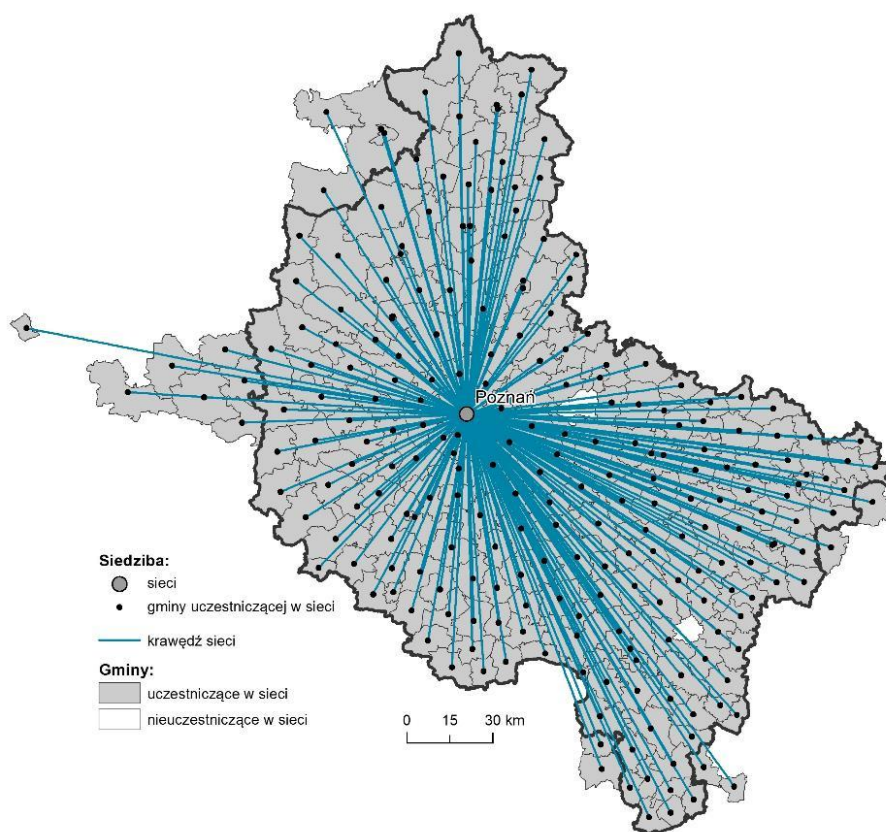 Poznań
Siedziba:
sieci
gminy uczestniczącej w sieci
krawędź sieci
Gminy:
uczestniczące w sieci
nieuczestniczące w sieci
0 15 30 km